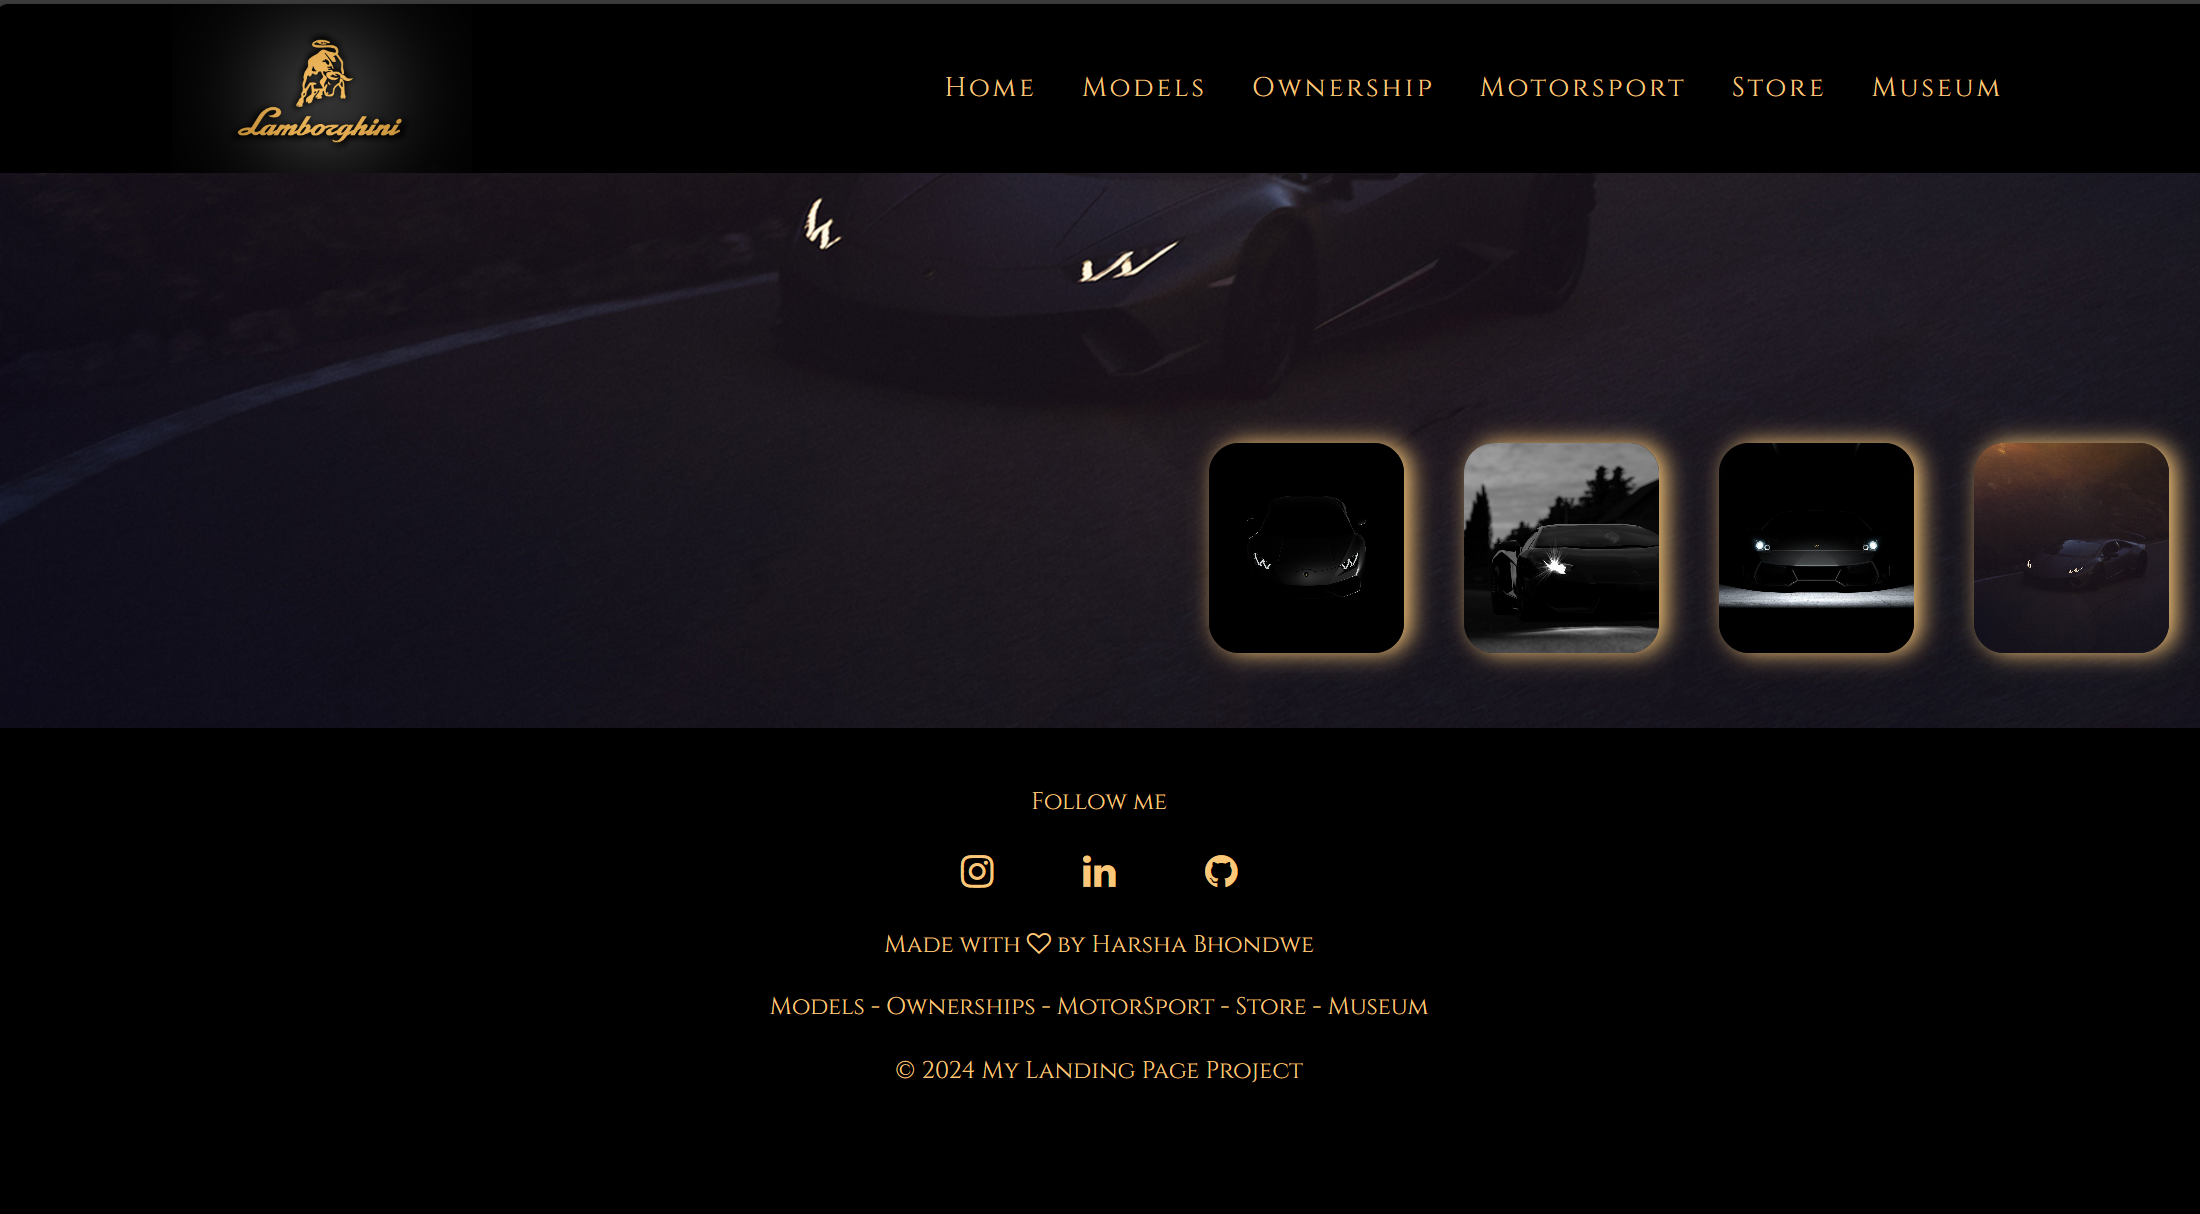 Lamborghini
Home Models Ownership Motorsport Store Museum
Follow me
Made with by Harsha Bhondwe
Models - Ownerships - MotorSport - Store - Museum
© 2024 My Landing Page Project